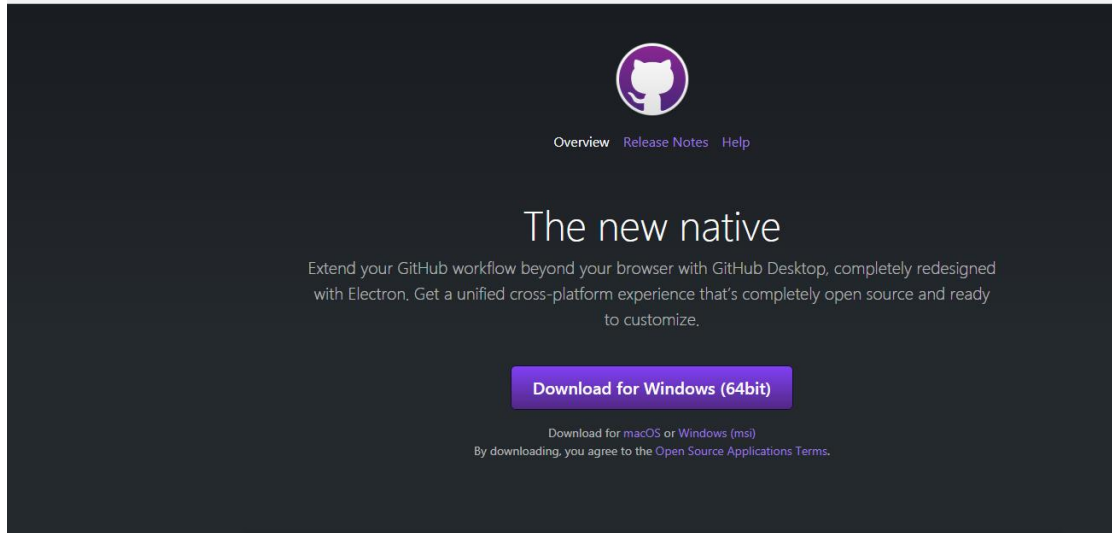 Overview Release Notes Help
The new native
Extend your GitHub workflow beyond your browser with GitHub Desktop, completely redesigned
with Electron. Get a unified cross-platform experience that's completely open source and ready
to customize.
Download for Windows (64bit)
Download for macOS or Windows (msi)
By downloading, you agree to the Open Source Applications Terms.